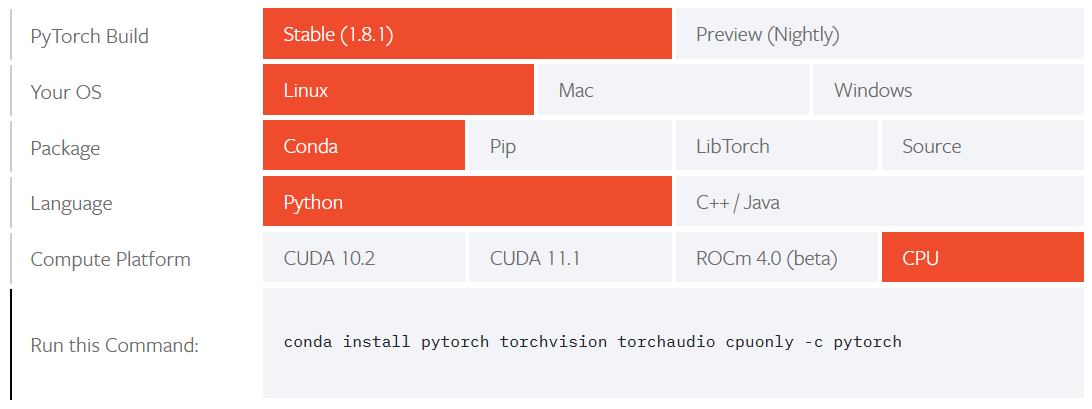 PyTorch Build Stable (1.8.1) Preview (Nightly)
Your OS Linux Mac Windows
Package Conda Pip LibTorch Source
Language Python C++ / Java
Compute Platform CUDA 10.2 CUDA 11.1 ROCm 4.0 (beta) CPU
Run this Command: conda install pytorch torchvision torchaudio cpuonly -c pytorch